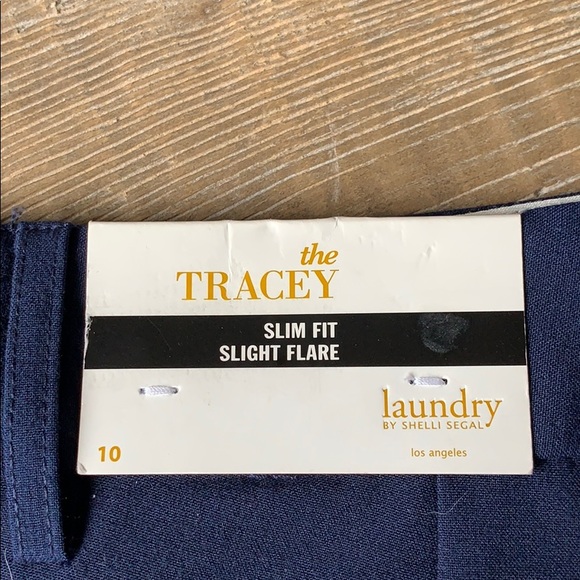 the
TRACEY
SLIM FIT
SLIGHT FLARE
laundry
BY SHELLI SEGAL
10
los angeles